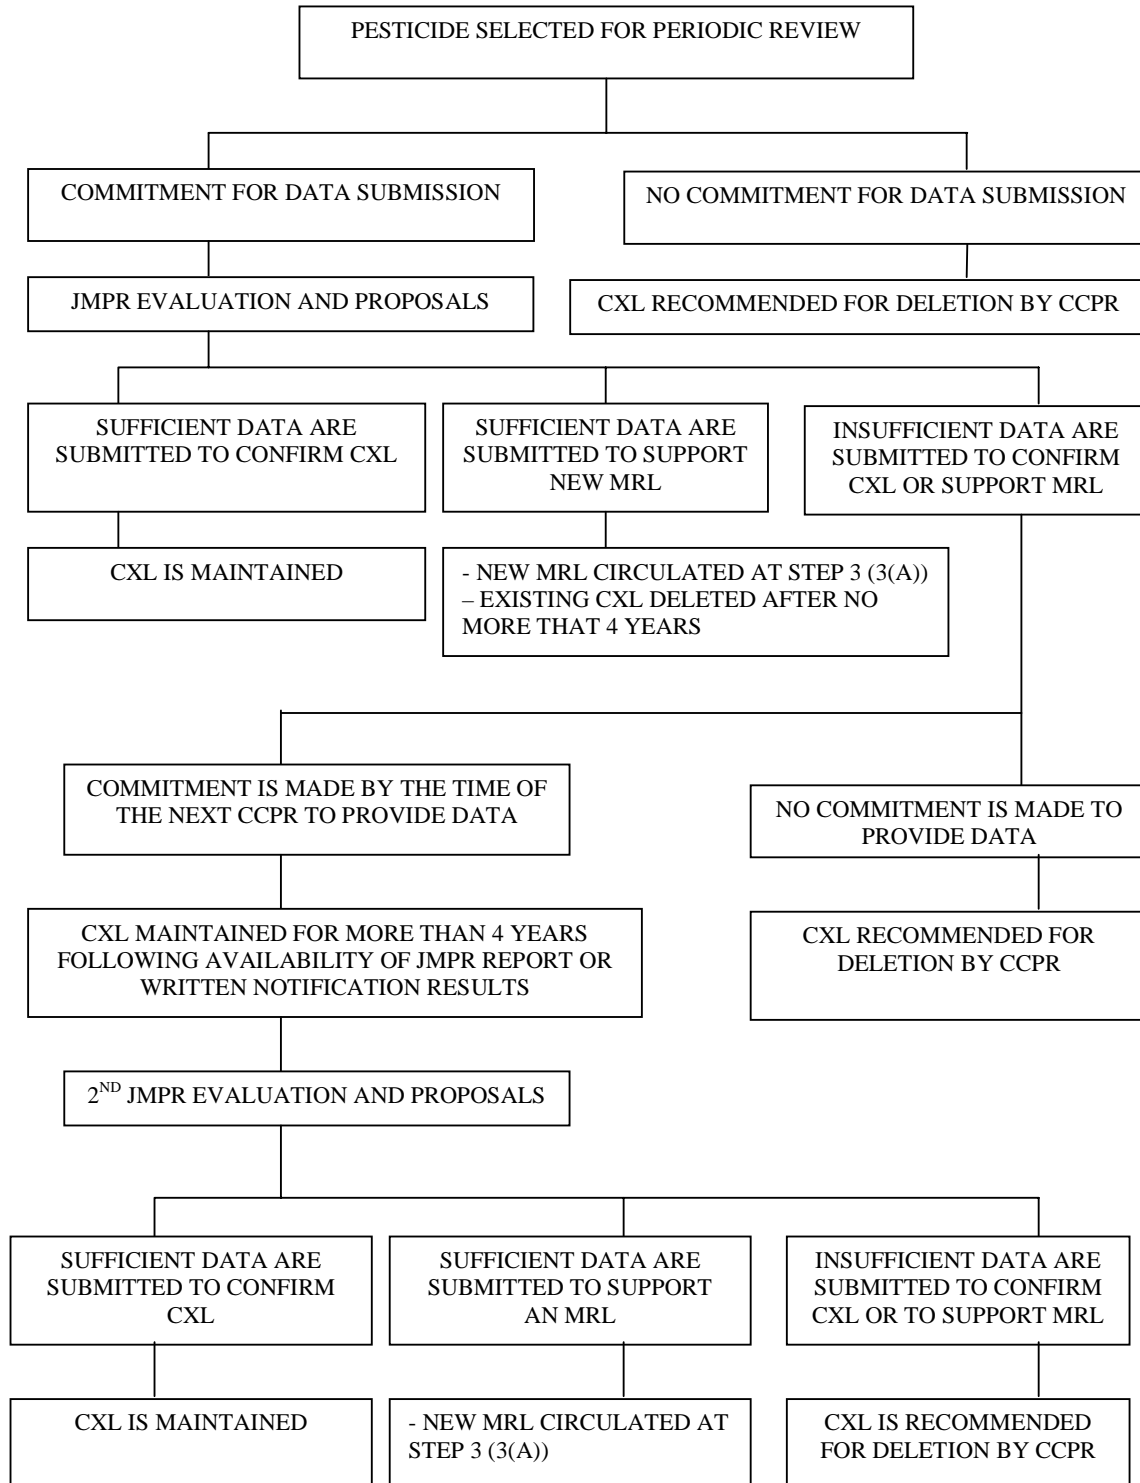 PESTICIDE SELECTED FOR PERIODIC REVIEW
COMMITMENT FOR DATA SUBMISSION
NO COMMITMENT FOR DATA SUBMISSION
JMPR EVALUATION AND PROPOSALS
CXL RECOMMENDED FOR DELETION BY CCPR
SUFFICIENT DATA ARE
SUBMITTED TO CONFIRM CXL
SUFFICIENT DATA ARE
SUBMITTED TO SUPPORT
NEW MRL
INSUFFICIENT DATA ARE
SUBMITTED TO CONFIRM
CXL OR SUPPORT MRL
CXL IS MAINTAINED
- NEW MRL CIRCULATED AT STEP 3 (3(A))
– EXISTING CXL DELETED AFTER NO
MORE THAT 4 YEARS
COMMITMENT IS MADE BY THE TIME OF
THE NEXT CCPR TO PROVIDE DATA
NO COMMITMENT IS MADE TO
PROVIDE DATA
CXL MAINTAINED FOR MORE THAN 4 YEARS
FOLLOWING AVAILABILITY OF JMPR REPORT OR
WRITTEN NOTIFICATION RESULTS
CXL RECOMMENDED FOR
DELETION BY CCPR
2ND JMPR EVALUATION AND PROPOSALS
SUFFICIENT DATA ARE
SUBMITTED TO CONFIRM
CXL
SUFFICIENT DATA ARE
SUBMITTED TO SUPPORT
AN MRL
INSUFFICIENT DATA ARE
SUBMITTED TO CONFIRM
CXL OR TO SUPPORT MRL
CXL IS MAINTAINED
- NEW MRL CIRCULATED AT
STEP 3 (3(A))
CXL IS RECOMMENDED
FOR DELETION BY CCPR